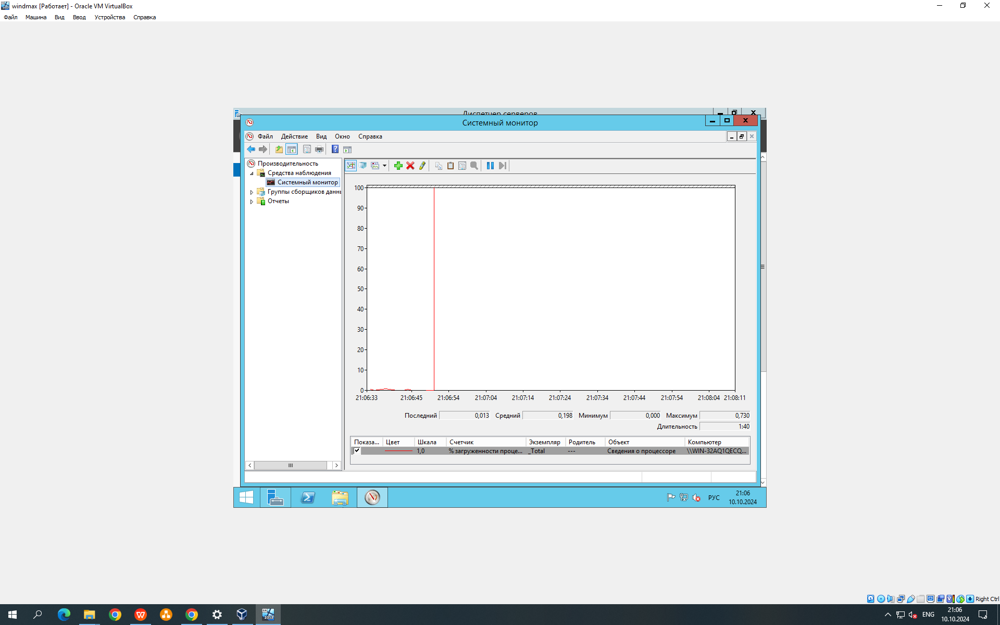 windmax [Работает] - Oracle VM VirtualBox
Файл Машина Вид Ввод Устройства Справка
Диспетчер серверов
Системный монитор
Файл Действие Вид Окно Справка
Производительность
Средства наблюдения
Системный монитор
Группы сборщиков данн
Отчеты
100
90
80
70
60
50
40
30
20
10
0
21:06:33 21:06:45 21:06:54 21:07:04 21:07:14 21:07:24 21:07:34 21:07:44 21:07:54 21:08:04 21:08:11
Последний 0,013 Средний 0,198 Минимум 0,000 Максимум 0,730
Длительность 1:40
Показа... Цвет Шкала Счетчик Экземпляр Родитель Объект Компьютер
1,0 % загруженности проце... _Total --- Сведения о процессоре \\WIN-32AQ1QECQ...
РУС
21:06
10.10.2024
Right Ctrl
ENG
21:06
10.10.2024